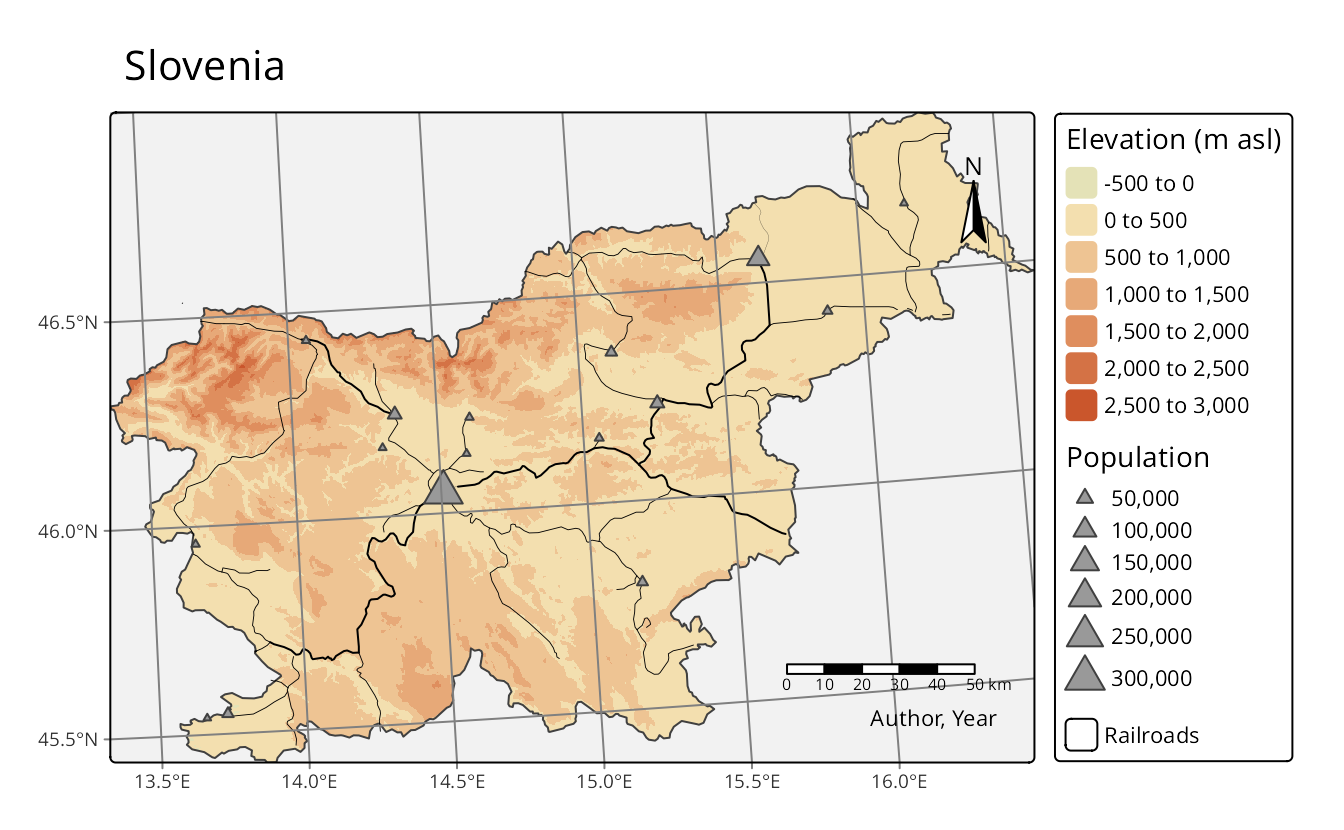 Slovenia
N
46.5°N
46.0°N
45.5°N
13.5°E 14.0°E 14.5°E 15.0°E 15.5°E 16.0°E
0 10 20 30 40 50 km
Author, Year
Elevation (m asl)
-500 to 0
0 to 500
500 to 1,000
1,000 to 1,500
1,500 to 2,000
2,000 to 2,500
2,500 to 3,000
Population
50,000
100,000
150,000
200,000
250,000
300,000
Railroads